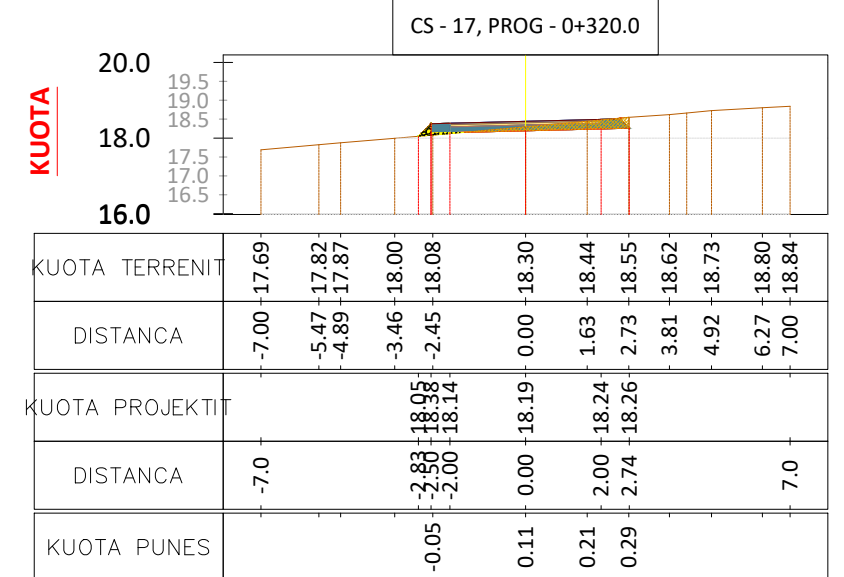 CS - 17, PROG - 0+320.0
KUOTA
20.0
19.5
19.0
18.5
18.0
17.5
17.0
16.5
16.0
KUOTA TERRENIT 17.69 17.82 17.87 18.00 18.08 18.30 18.44 18.55 18.62 18.73 18.80 18.84
DISTANCA -7.00 -5.47 -4.89 -3.46 -2.45 0.00 1.63 2.73 3.81 4.92 6.27 7.00
KUOTA PROJEKTIT 18.05 18.38 18.14 18.19 18.24 18.26
DISTANCA -7.0 -2.83 -2.50 -2.00 0.00 2.00 2.74 7.0
KUOTA PUNES -0.05 0.11 0.21 0.29